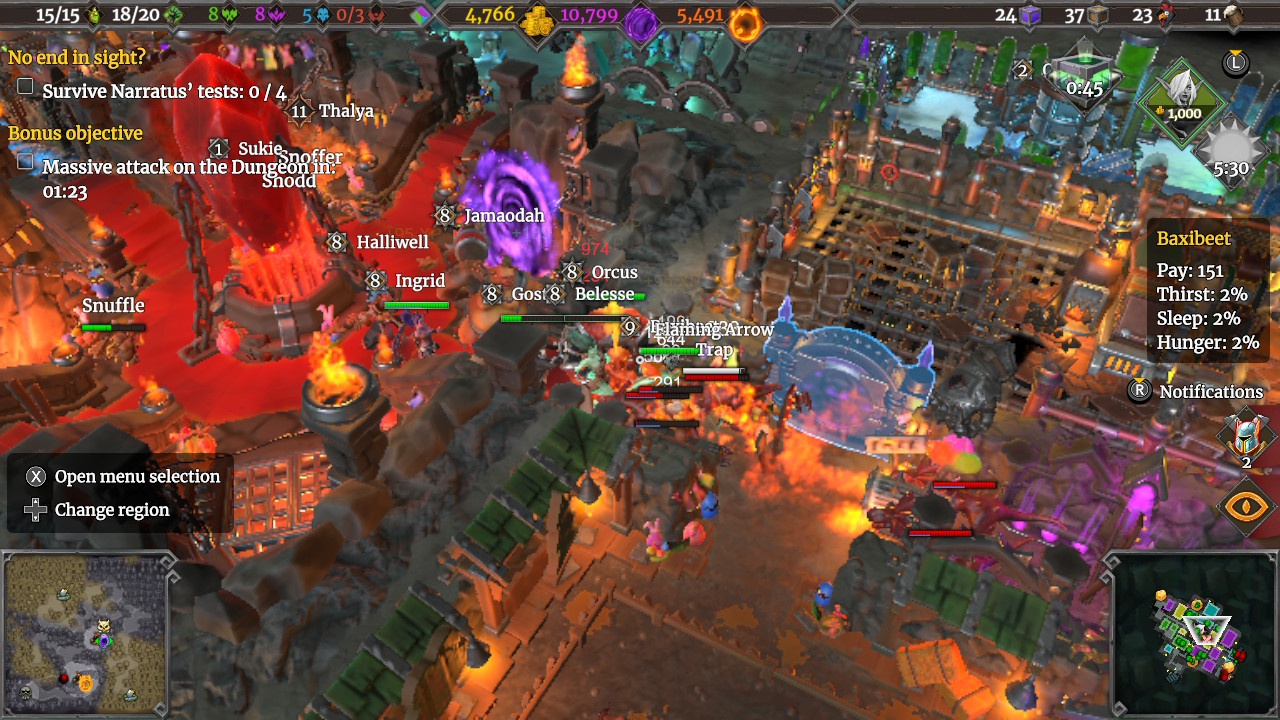 15/15 18/20 8 8 5 0/3 4,766 10,799 5,491 24 37 23 11
No end in sight?
Survive Narratus' tests: 0 / 4
Bonus objective
Massive attack on the Dungeon in:
01:23
11 Thalya
1 Sukie
Snoffer
Snodd
8 Jamaodah
8 Halliwell
8 Ingrid
974
8 Orcus
8 Gost
8 Belesse
9
Flaming Arrow
Trap
644
291
Snuffle
2
0:45
L
1,000
5:30
Baxibeet
Pay: 151
Thirst: 2%
Sleep: 2%
Hunger: 2%
R Notifications
2
X Open menu selection
Change region